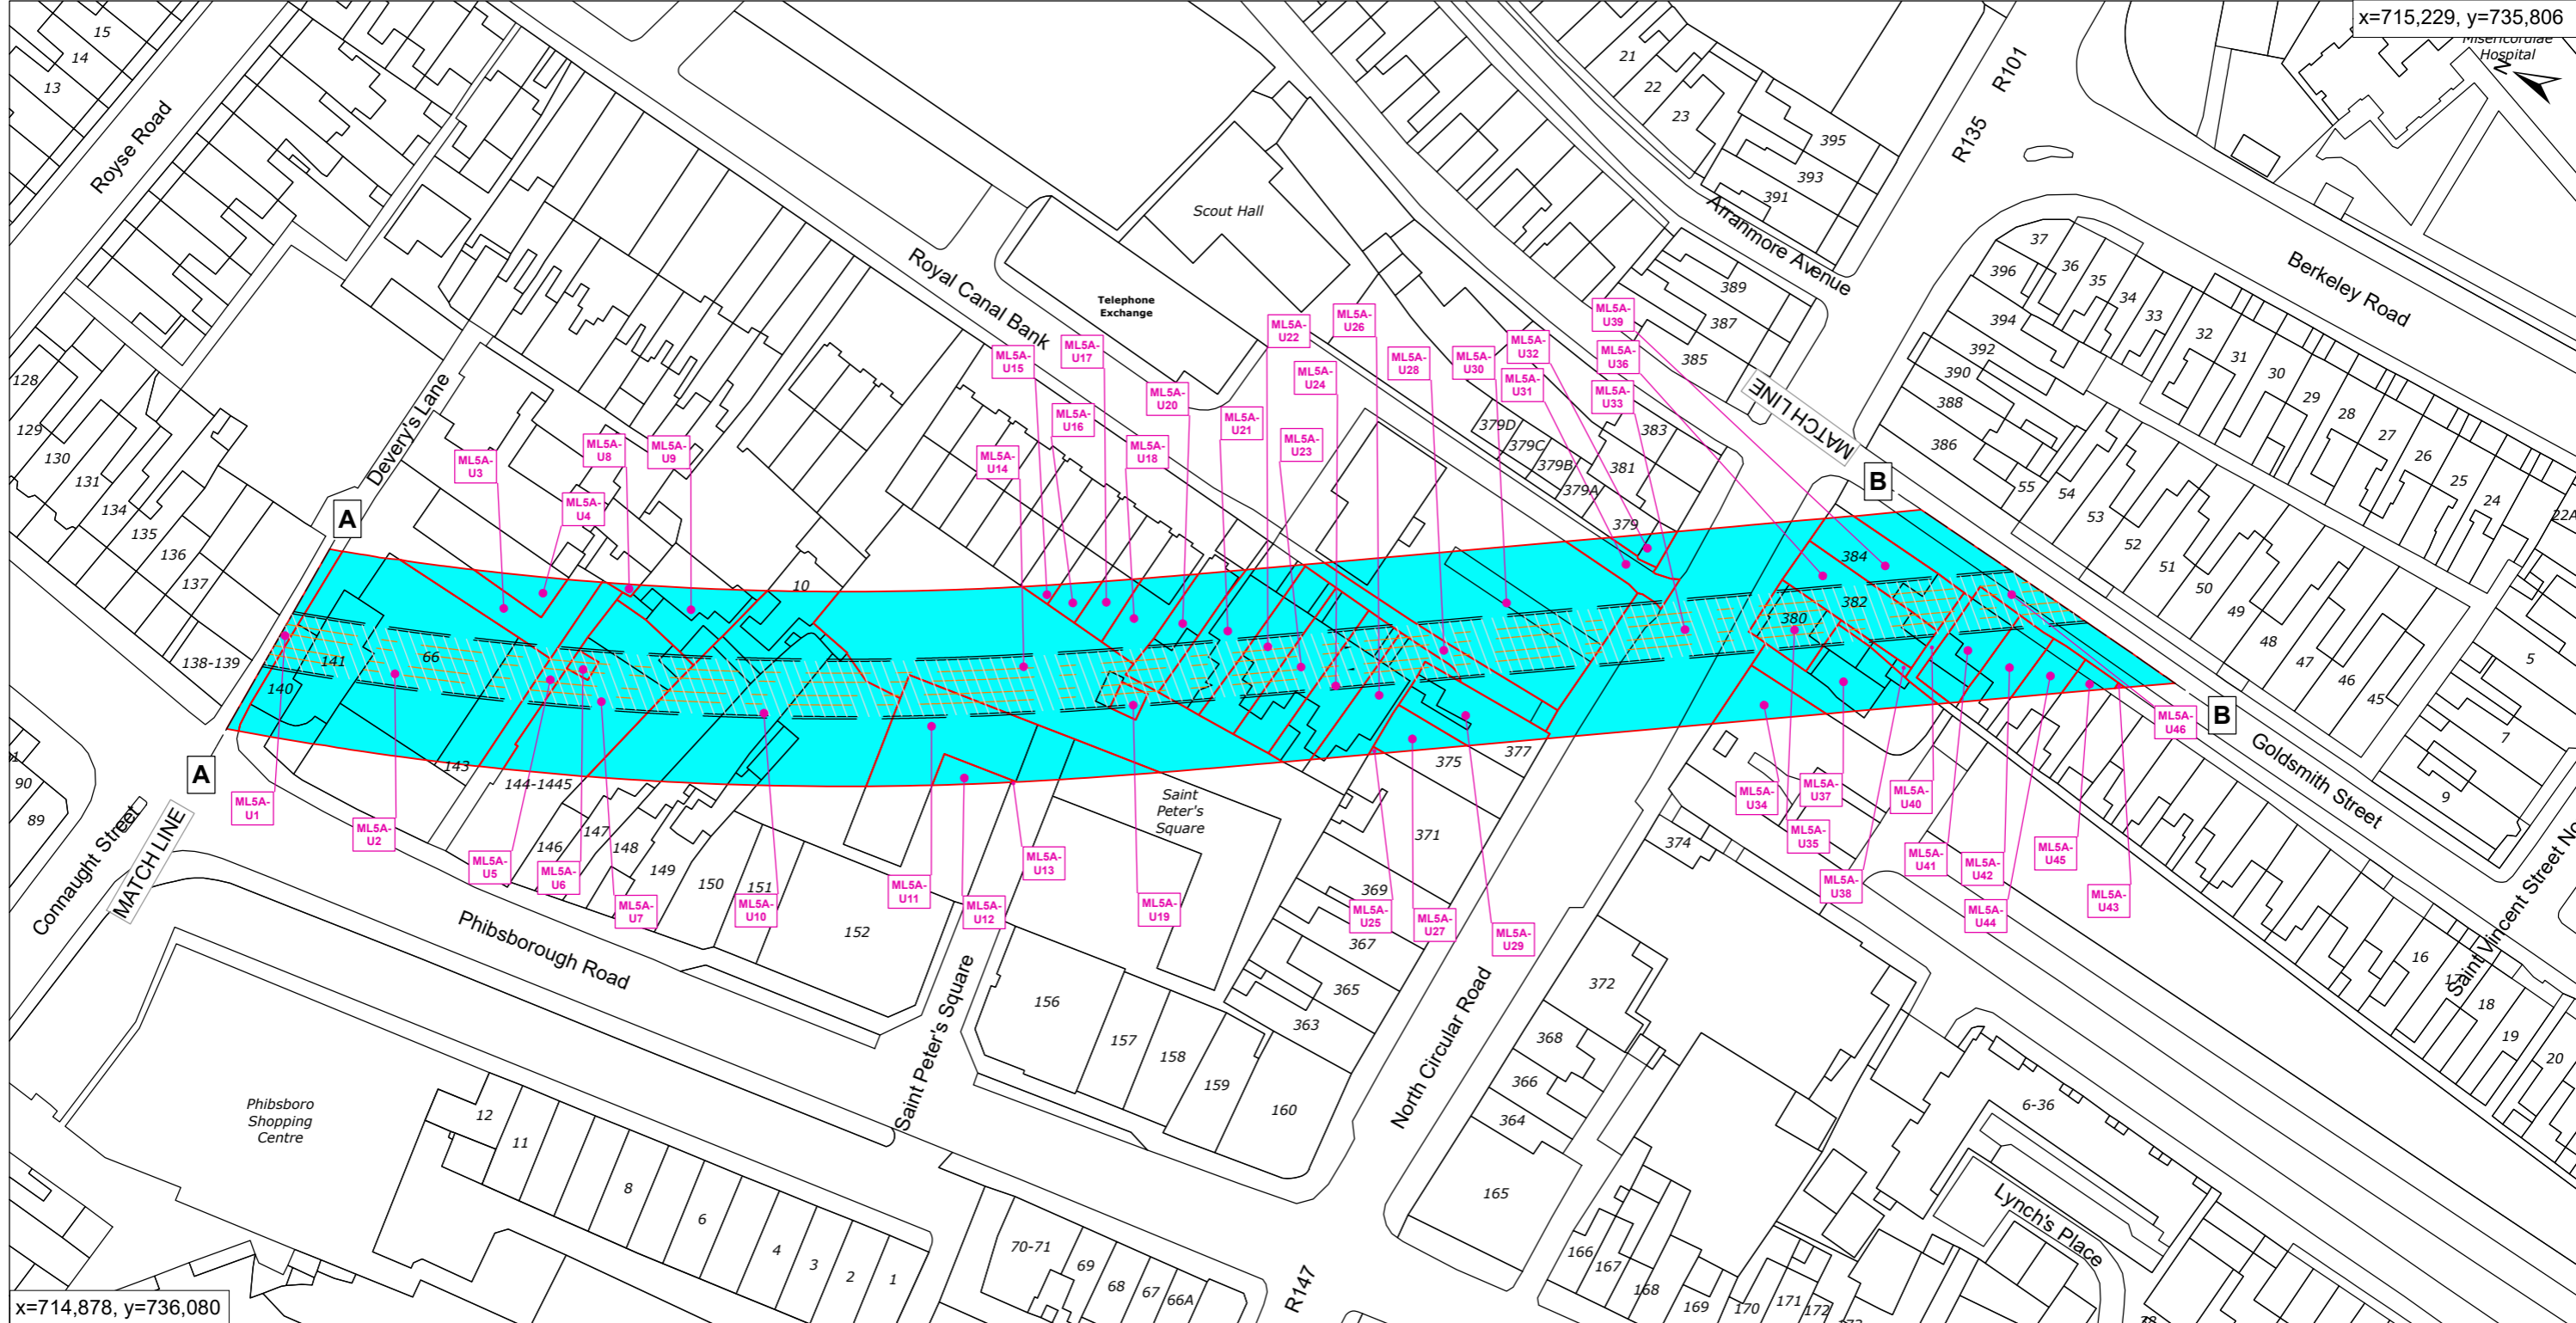 x=715,229, y=735,806
Misericordiae
Hospital
N
15
14
13
Royse Road
21
22
23
395
393
391
R101
R135
Arranmore Avenue
Scout Hall
Royal Canal Bank
Telephone
Exchange
389
387
385
MATCH LINE
37
396
36
35
34
33
394
392
390
388
386
32
31
30
29
28
27
26
25
24
22A
Berkeley Road
55
54
53
52
51
50
49
48
47
46
45
5
7
9
128
129
130
131
134
135
136
137
138-139
Devery's Lane
A
B
ML5A-
U3
ML5A-
U4
ML5A-
U8
ML5A-
U9
ML5A-
U14
ML5A-
U15
ML5A-
U16
ML5A-
U17
ML5A-
U18
ML5A-
U20
ML5A-
U21
ML5A-
U22
ML5A-
U23
ML5A-
U24
ML5A-
U26
ML5A-
U28
ML5A-
U30
ML5A-
U31
ML5A-
U32
ML5A-
U33
ML5A-
U36
ML5A-
U39
379D
379C
379B
379A
379
381
383
384
382
380
10
66
141
140
143
144-1445
146
147
148
149
150
151
152
Saint
Peter's
Square
377
375
371
369
367
365
363
374
A
B
ML5A-
U1
ML5A-
U2
ML5A-
U5
ML5A-
U6
ML5A-
U7
ML5A-
U10
ML5A-
U11
ML5A-
U12
ML5A-
U13
ML5A-
U19
ML5A-
U25
ML5A-
U27
ML5A-
U29
ML5A-
U34
ML5A-
U35
ML5A-
U37
ML5A-
U38
ML5A-
U40
ML5A-
U41
ML5A-
U42
ML5A-
U44
ML5A-
U45
ML5A-
U43
ML5A-
U46
Goldsmith Street
Saint Vincent Street No
90
89
Connaught Street
MATCH LINE
Phibsborough Road
Saint Peter's Square
North Circular Road
156
157
158
159
160
372
368
366
364
165
166
167
168
169
170
171
172
6-36
16
17
18
19
20
Lynch's Place
Phibsboro
Shopping
Centre
12
11
8
6
4
3
2
1
70-71
69
68
67
66A
R147
x=714,878, y=736,080